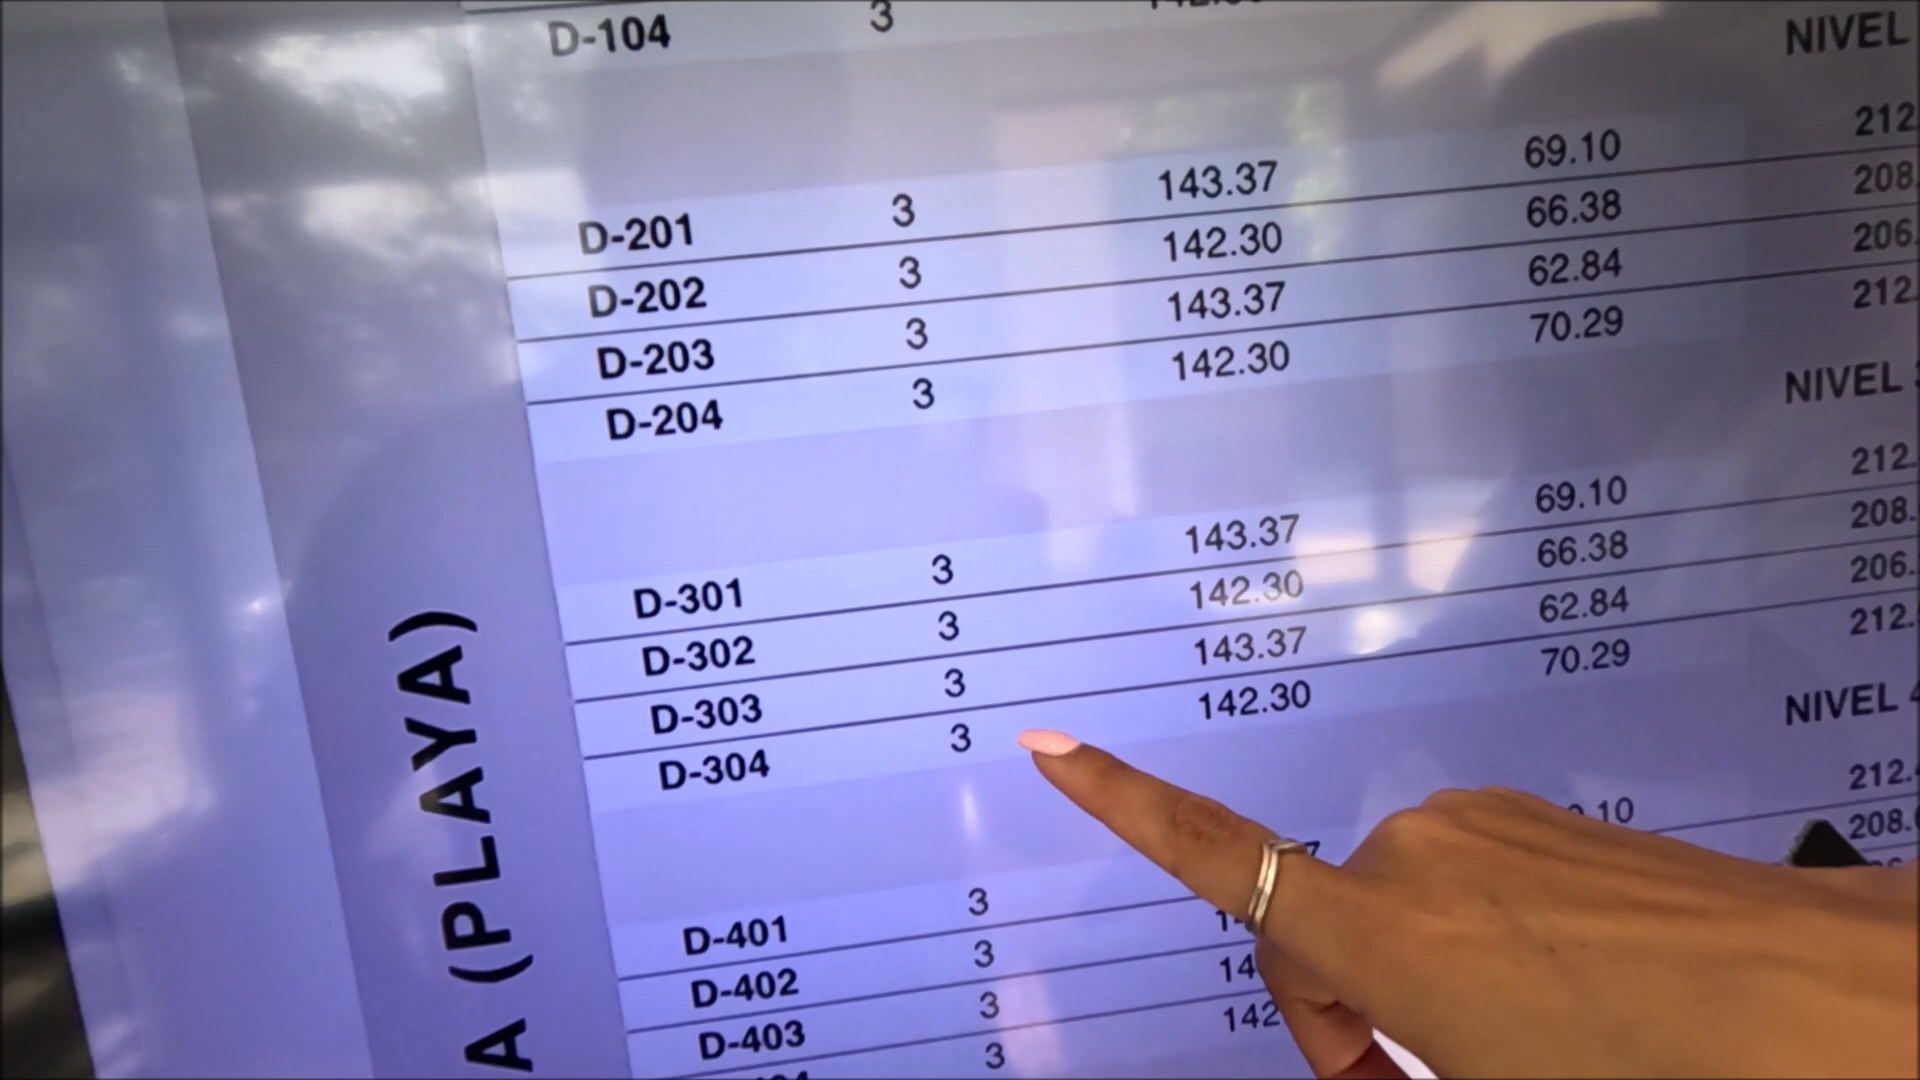 D-104 3
NIVEL
D-201 3 143.37 69.10 212
D-202 3 142.30 66.38 208.
D-203 3 143.37 62.84 206.
D-204 3 142.30 70.29 212.
NIVEL
D-301 3 143.37 69.10 212.
D-302 3 142.30 66.38 208.
D-303 3 143.37 62.84 206.
D-304 3 142.30 70.29 212.
NIVEL 4
D-401 3 212.4
D-402 3 208.
D-403 3 14
3 142
A (PLAYA)